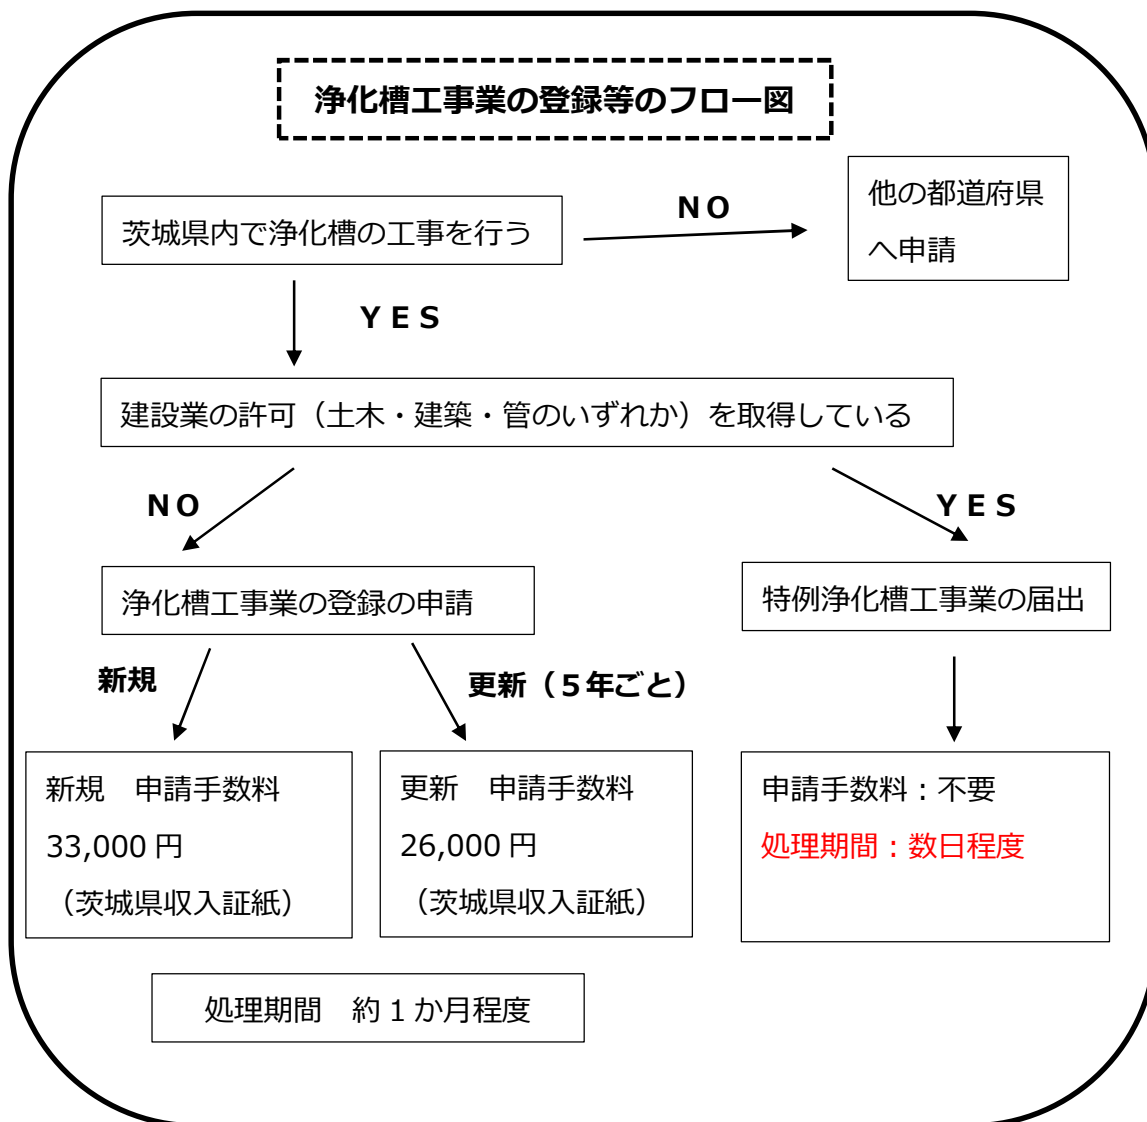 浄化槽工事業の登録等のフロー図
茨城県内で浄化槽の工事を行う
NO
他の都道府県
へ申請
YES
建設業の許可（土木・建築・管のいずれか）を取得している
NO
YES
浄化槽工事業の登録の申請
特例浄化槽工事業の届出
新規
更新（５年ごと）
新規　申請手数料
33,000 円
（茨城県収入証紙）
更新　申請手数料
26,000 円
（茨城県収入証紙）
申請手数料：不要
処理期間：数日程度
処理期間　約 1 か月程度